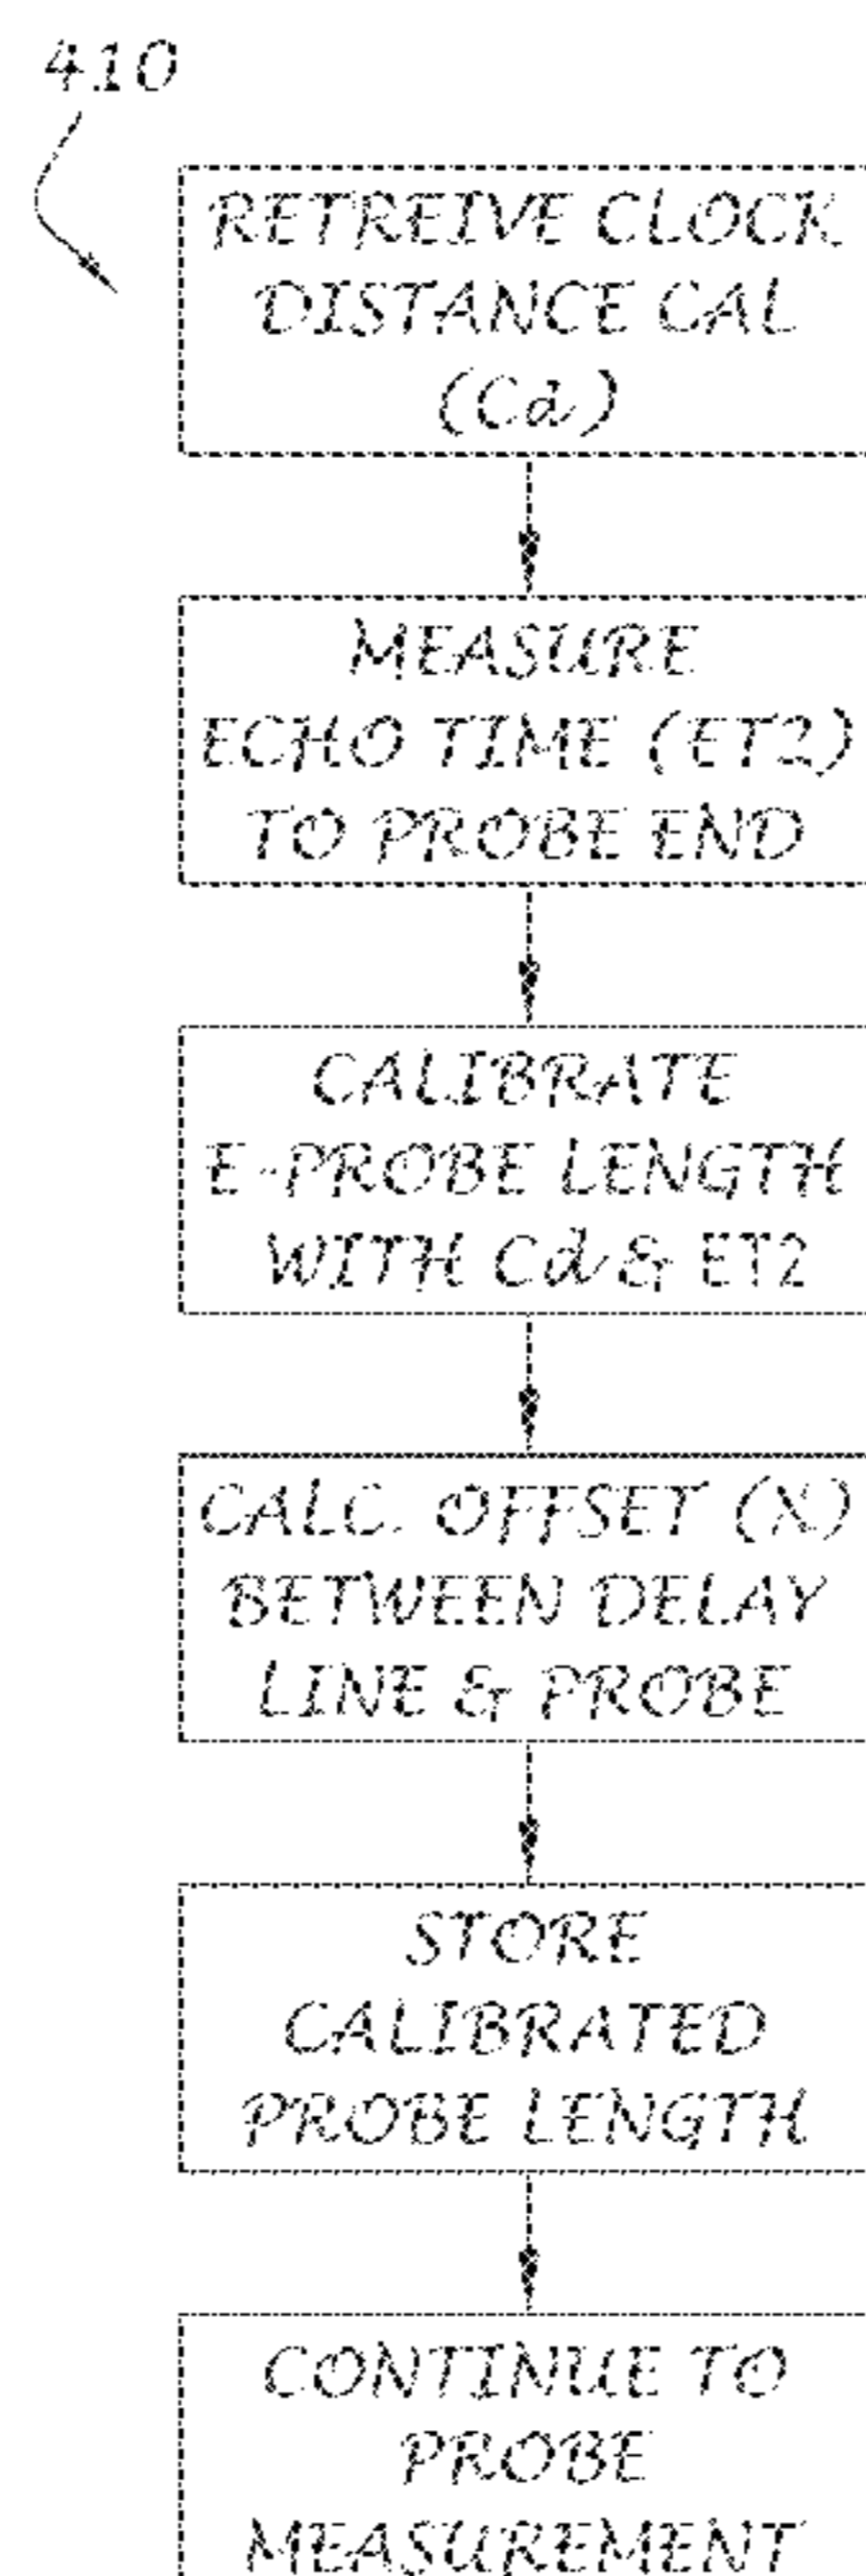 410
RETREIVE CLOCK
DISTANCE CAL
(Cd)
MEASURE
ECHO TIME (ET2)
TO PROBE END
CALIBRATE
E-PROBE LENGTH
WITH Cd & ET2
CALC. OFFSET (X)
BETWEEN DELAY
LINE & PROBE
STORE
CALIBRATED
PROBE LENGTH
CONTINUE TO
PROBE
MEASUREMENT